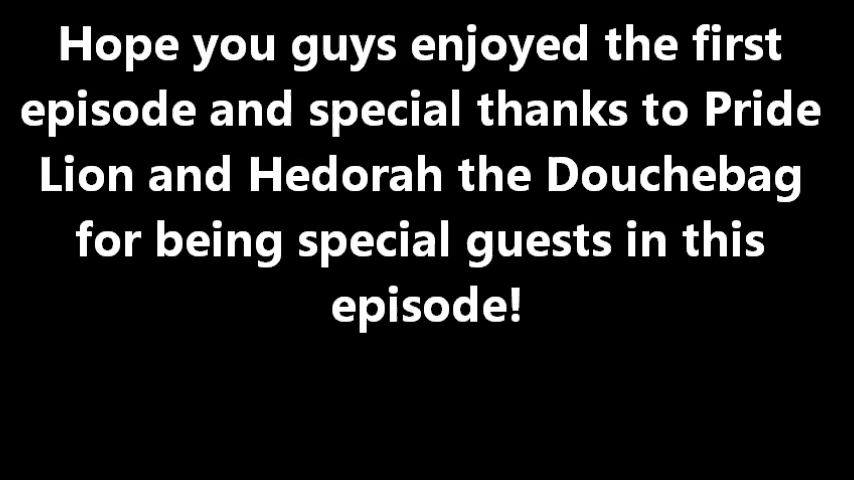 Hope you guys enjoyed the first
episode and special thanks to Pride
Lion and Hedorah the Douchebag
for being special guests in this
episode!